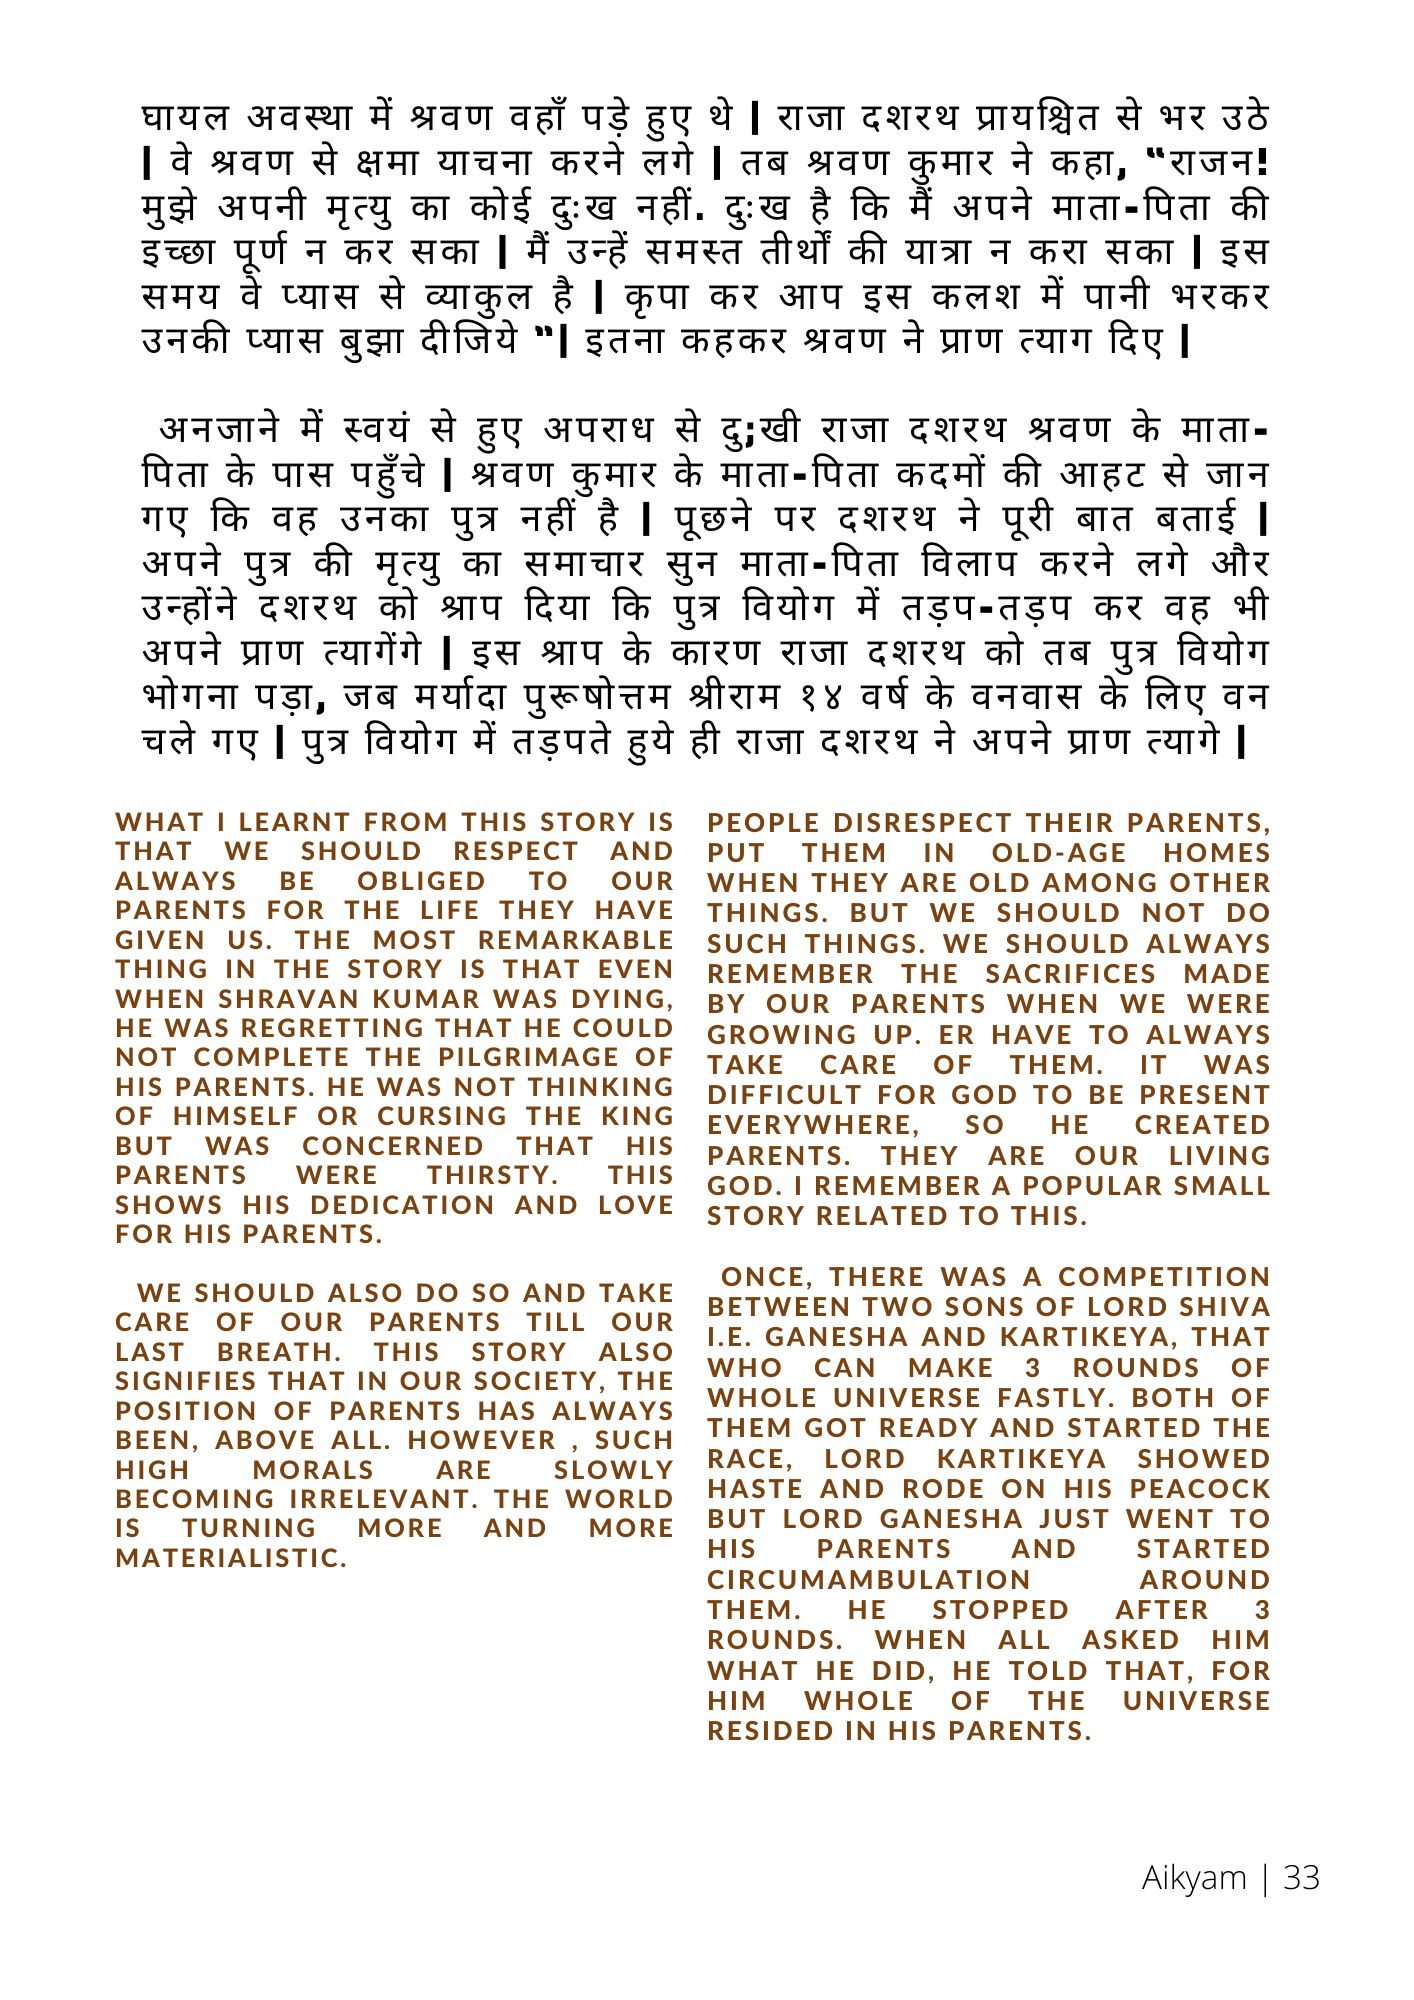 घायल अवस्था में श्रवण वहाँ पड़े हुए थे | राजा दशरथ प्रायश्चित से भर उठे
| वे श्रवण से क्षमा याचना करने लगे | तब श्रवण कुमार ने कहा, "राजन!
मुझे अपनी मृत्यु का कोई दुःख नहीं. दुःख है कि मैं अपने माता-पिता की
इच्छा पूर्ण न कर सका | मैं उन्हें समस्त तीर्थों की यात्रा न करा सका | इस
समय वे प्यास से व्याकुल है | कृपा कर आप इस कलश में पानी भरकर
उनकी प्यास बुझा दीजिये "| इतना कहकर श्रवण ने प्राण त्याग दिए |
अनजाने में स्वयं से हुए अपराध से दु;खी राजा दशरथ श्रवण के माता-
पिता के पास पहुँचे | श्रवण कुमार के माता-पिता कदमों की आहट से जान
गए कि वह उनका पुत्र नहीं है | पूछने पर दशरथ ने पूरी बात बताई |
अपने पुत्र की मृत्यु का समाचार सुन माता-पिता विलाप करने लगे और
उन्होंने दशरथ को श्राप दिया कि पुत्र वियोग में तड़प-तड़प कर वह भी
अपने प्राण त्यागेंगे | इस श्राप के कारण राजा दशरथ को तब पुत्र वियोग
भोगना पड़ा, जब मर्यादा पुरूषोत्तम श्रीराम १४ वर्ष के वनवास के लिए वन
चले गए | पुत्र वियोग में तड़पते हुये ही राजा दशरथ ने अपने प्राण त्यागे |
WHAT I LEARNT FROM THIS STORY IS
THAT WE SHOULD RESPECT AND
ALWAYS BE OBLIGED TO OUR
PARENTS FOR THE LIFE THEY HAVE
GIVEN US. THE MOST REMARKABLE
THING IN THE STORY IS THAT EVEN
WHEN SHRAVAN KUMAR WAS DYING,
HE WAS REGRETTING THAT HE COULD
NOT COMPLETE THE PILGRIMAGE OF
HIS PARENTS. HE WAS NOT THINKING
OF HIMSELF OR CURSING THE KING
BUT WAS CONCERNED THAT HIS
PARENTS WERE THIRSTY. THIS
SHOWS HIS DEDICATION AND LOVE
FOR HIS PARENTS.
WE SHOULD ALSO DO SO AND TAKE
CARE OF OUR PARENTS TILL OUR
LAST BREATH. THIS STORY ALSO
SIGNIFIES THAT IN OUR SOCIETY, THE
POSITION OF PARENTS HAS ALWAYS
BEEN, ABOVE ALL. HOWEVER , SUCH
HIGH MORALS ARE SLOWLY
BECOMING IRRELEVANT. THE WORLD
IS TURNING MORE AND MORE
MATERIALISTIC.
PEOPLE DISRESPECT THEIR PARENTS,
PUT THEM IN OLD-AGE HOMES
WHEN THEY ARE OLD AMONG OTHER
THINGS. BUT WE SHOULD NOT DO
SUCH THINGS. WE SHOULD ALWAYS
REMEMBER THE SACRIFICES MADE
BY OUR PARENTS WHEN WE WERE
GROWING UP. ER HAVE TO ALWAYS
TAKE CARE OF THEM. IT WAS
DIFFICULT FOR GOD TO BE PRESENT
EVERYWHERE, SO HE CREATED
PARENTS. THEY ARE OUR LIVING
GOD. I REMEMBER A POPULAR SMALL
STORY RELATED TO THIS.
ONCE, THERE WAS A COMPETITION
BETWEEN TWO SONS OF LORD SHIVA
I.E. GANESHA AND KARTIKEYA, THAT
WHO CAN MAKE 3 ROUNDS OF
WHOLE UNIVERSE FASTLY. BOTH OF
THEM GOT READY AND STARTED THE
RACE, LORD KARTIKEYA SHOWED
HASTE AND RODE ON HIS PEACOCK
BUT LORD GANESHA JUST WENT TO
HIS PARENTS AND STARTED
CIRCUMAMBULATION AROUND
THEM. HE STOPPED AFTER 3
ROUNDS. WHEN ALL ASKED HIM
WHAT HE DID, HE TOLD THAT, FOR
HIM WHOLE OF THE UNIVERSE
RESIDED IN HIS PARENTS.
Aikyam | 33